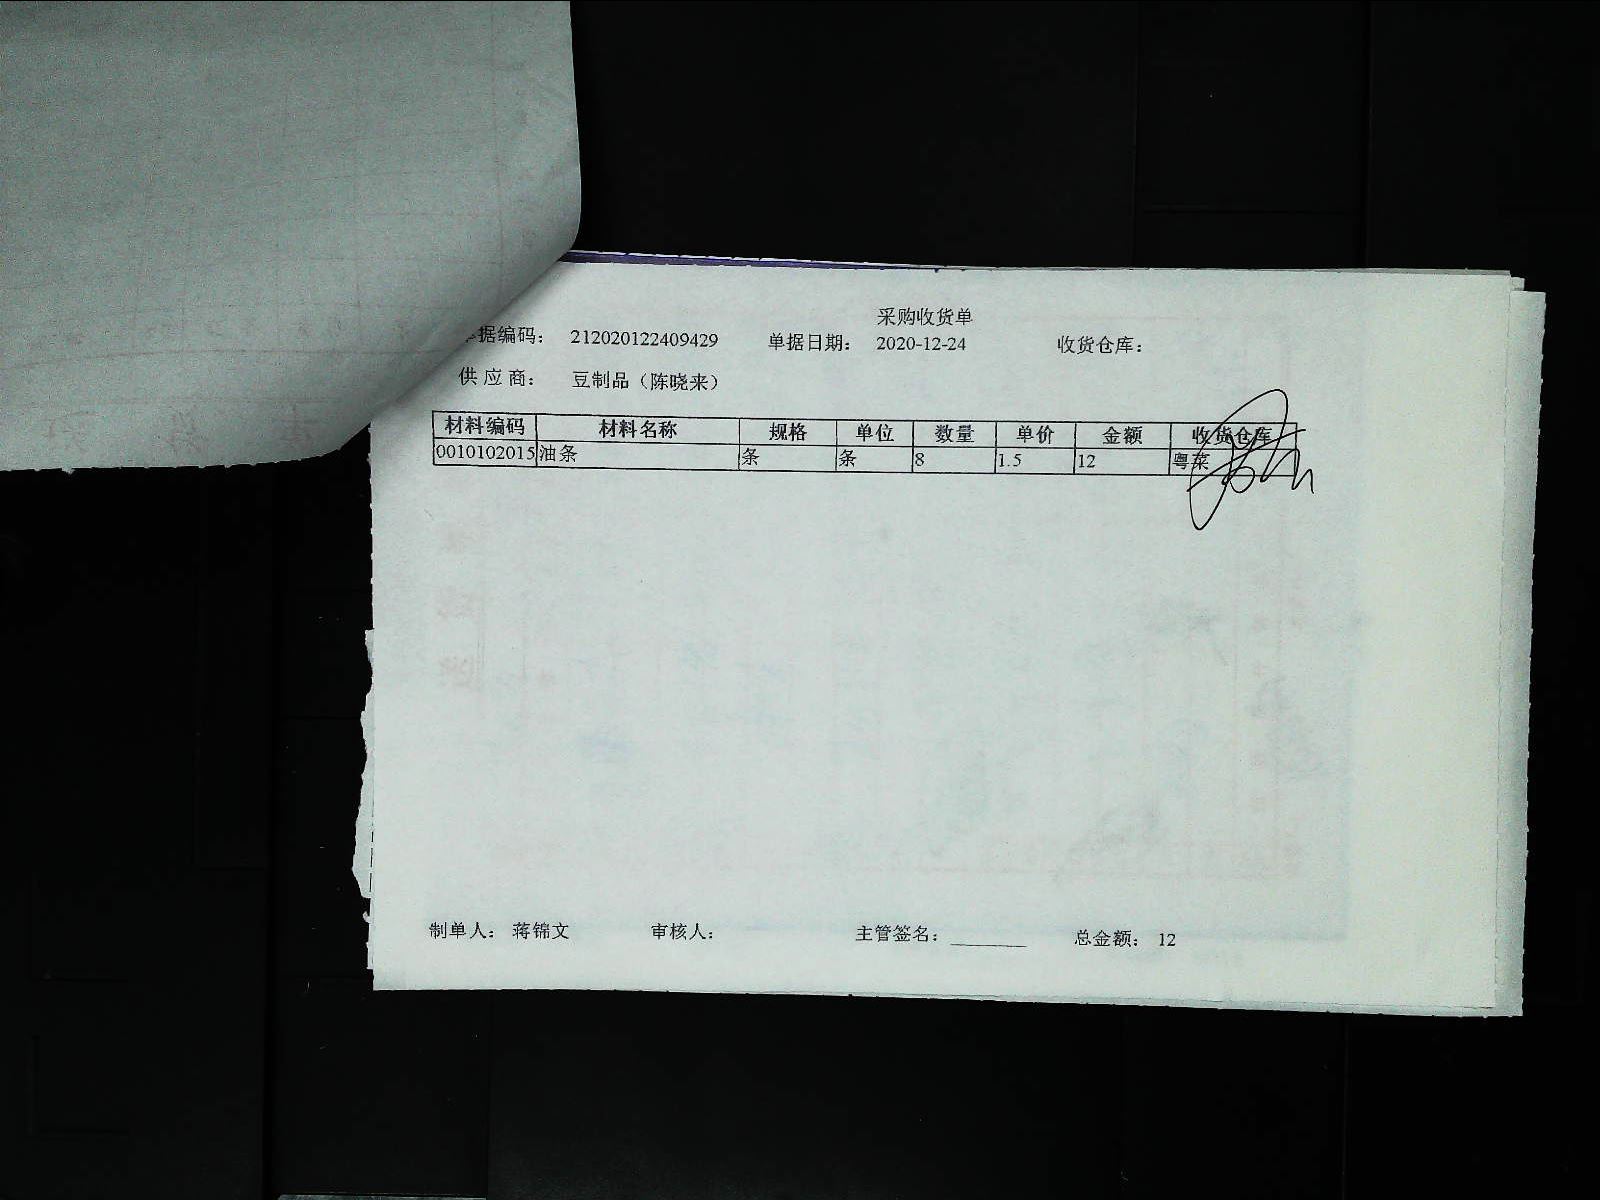 采购收货单
单据编码： 212020122409429 单据日期： 2020-12-24 收货仓库：
供应商： 豆制品（陈晓来）
材料编码 材料名称 规格 单位 数量 单价 金额 收货仓库
0010102015 油条 条 条 8 1.5 12 粤菜
制单人： 蒋锦文 审核人： 主管签名：________ 总金额： 12